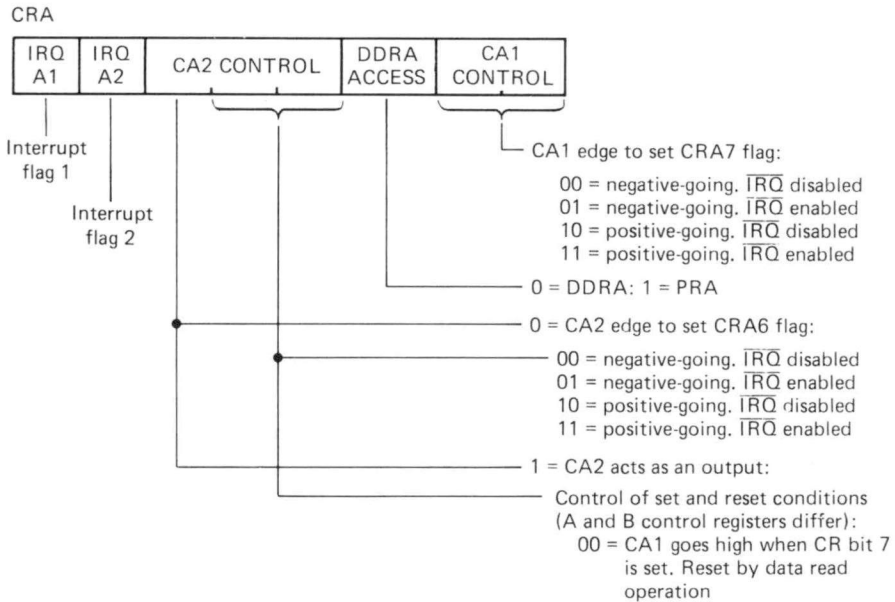 CRA
IRQ A1
IRQ A2
CA2 CONTROL
DDRA ACCESS
CA1 CONTROL
Interrupt
flag 1
Interrupt
flag 2
CA1 edge to set CRA7 flag:
00 = negative-going. IRQ disabled
01 = negative-going. IRQ enabled
10 = positive-going. IRQ disabled
11 = positive-going. IRQ enabled
0 = DDRA: 1 = PRA
0 = CA2 edge to set CRA6 flag:
00 = negative-going. IRQ disabled
01 = negative-going. IRQ enabled
10 = positive-going. IRQ disabled
11 = positive-going. IRQ enabled
1 = CA2 acts as an output:
Control of set and reset conditions
(A and B control registers differ):
00 = CA1 goes high when CR bit 7
is set. Reset by data read
operation